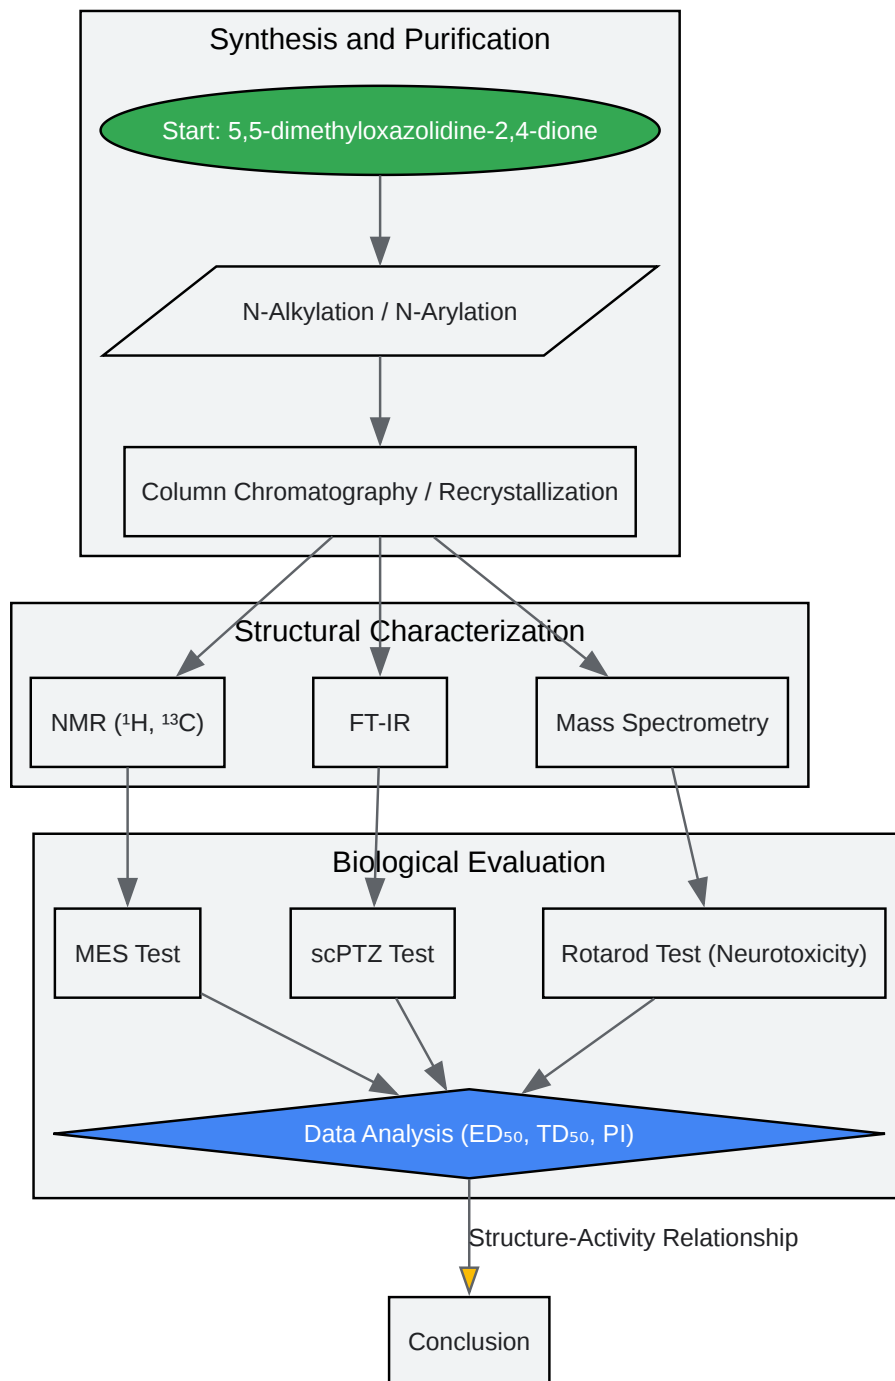 Synthesis and Purification
Start: 5,5-dimethyloxazolidine-2,4-dione
N-Alkylation / N-Arylation
Column Chromatography / Recrystallization
Structural Characterization
NMR (¹H, ¹³C)
FT-IR
Mass Spectrometry
Biological Evaluation
MES Test
scPTZ Test
Rotarod Test (Neurotoxicity)
Data Analysis (ED₅₀, TD₅₀, PI)
Structure-Activity Relationship
Conclusion